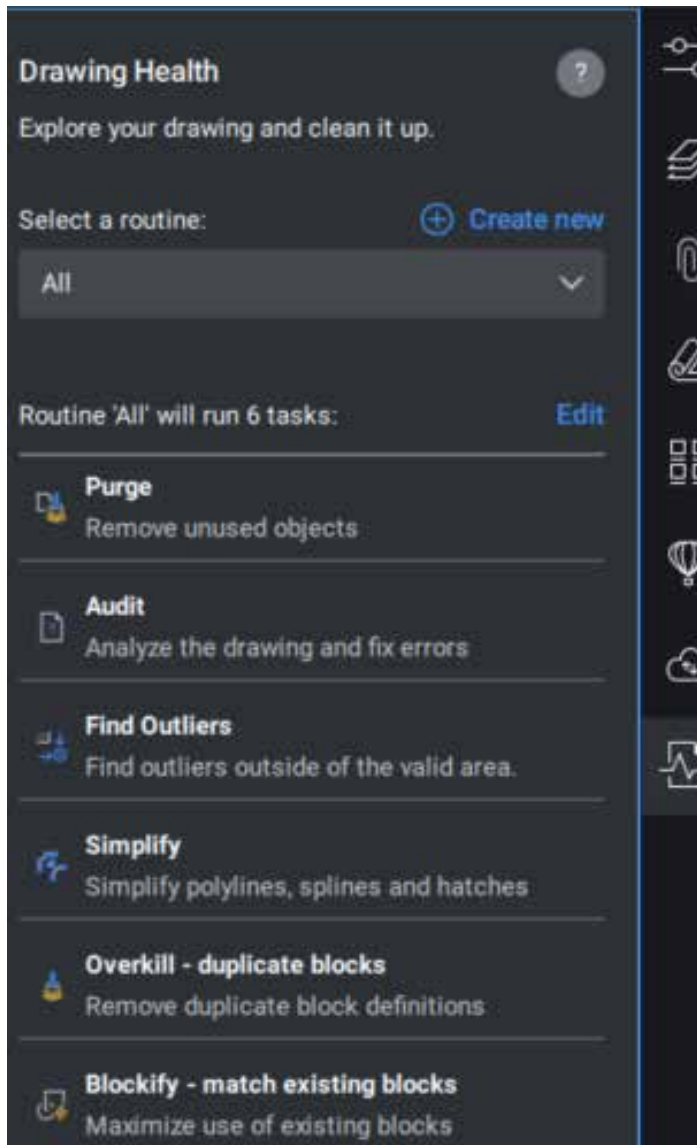 Drawing Health
?
Explore your drawing and clean it up.
Select a routine:
Create new
All
Routine 'All' will run 6 tasks:
Edit
Purge
Remove unused objects
Audit
Analyze the drawing and fix errors
Find Outliers
Find outliers outside of the valid area.
Simplify
Simplify polylines, splines and hatches
Overkill - duplicate blocks
Remove duplicate block definitions
Blockify - match existing blocks
Maximize use of existing blocks